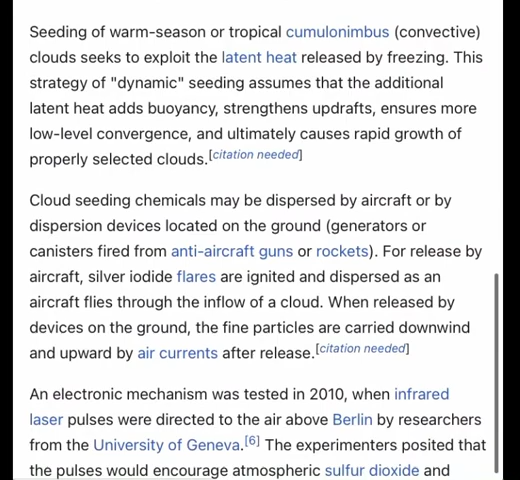 Seeding of warm-season or tropical cumulonimbus (convective)
clouds seeks to exploit the latent heat released by freezing. This
strategy of "dynamic" seeding assumes that the additional
latent heat adds buoyancy, strengthens updrafts, ensures more
low-level convergence, and ultimately causes rapid growth of
properly selected clouds.[citation needed]
Cloud seeding chemicals may be dispersed by aircraft or by
dispersion devices located on the ground (generators or
canisters fired from anti-aircraft guns or rockets). For release by
aircraft, silver iodide flares are ignited and dispersed as an
aircraft flies through the inflow of a cloud. When released by
devices on the ground, the fine particles are carried downwind
and upward by air currents after release.[citation needed]
An electronic mechanism was tested in 2010, when infrared
laser pulses were directed to the air above Berlin by researchers
from the University of Geneva.[6] The experimenters posited that
the pulses would encourage atmospheric sulfur dioxide and